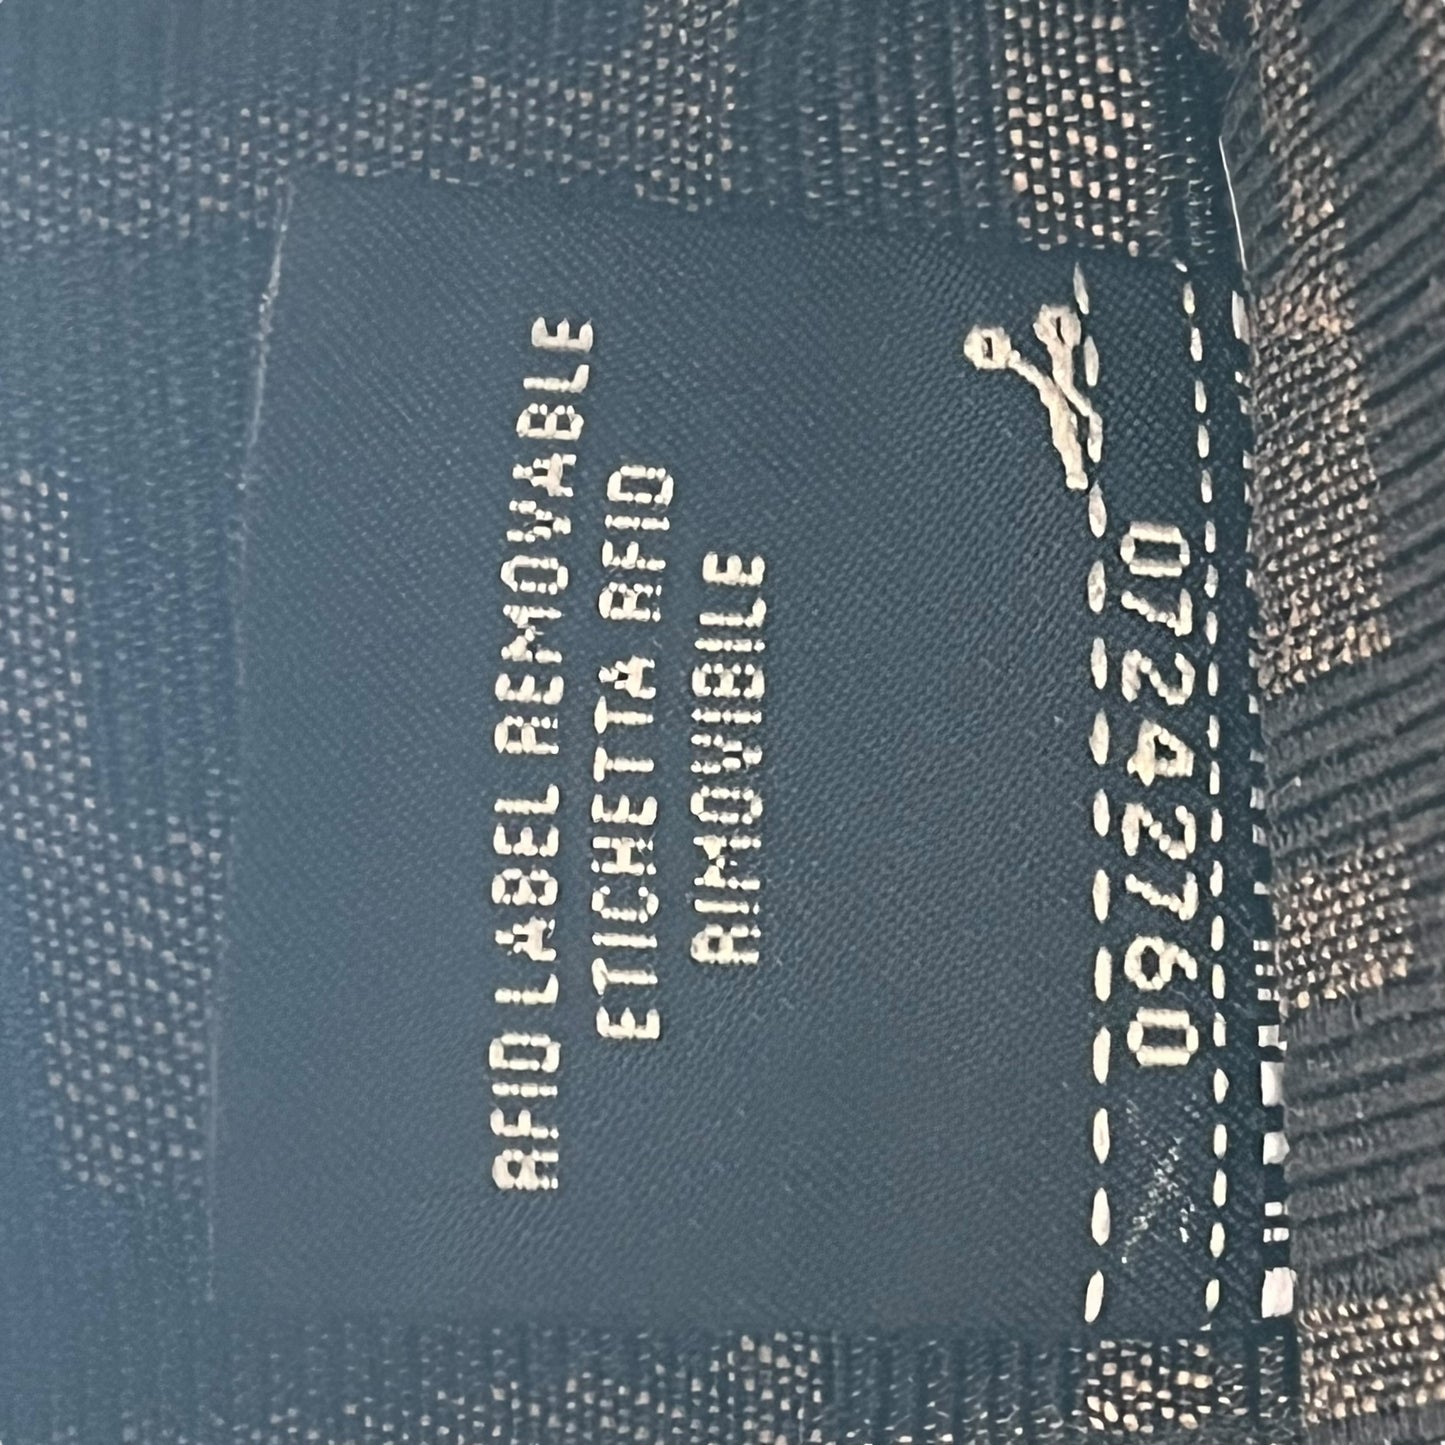 RFID LABEL REMOVABLE
ETICHETTA RFID
RIMOVIBILE
07242760